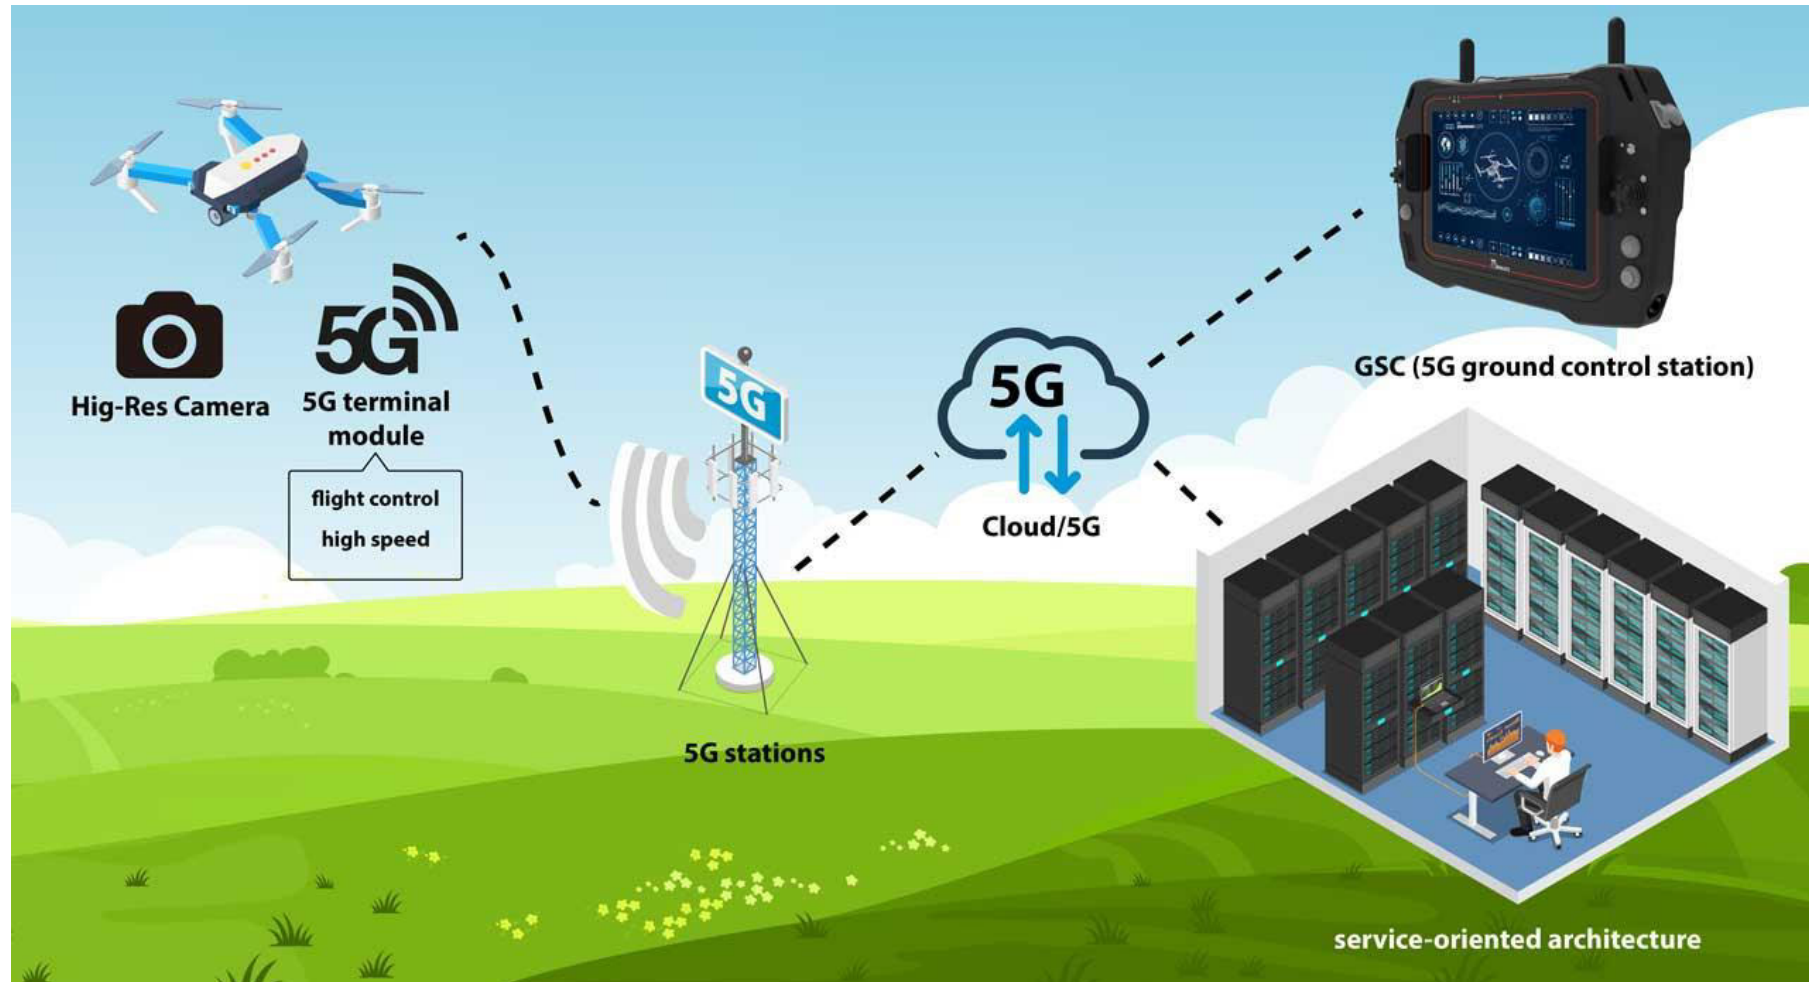 Hig-Res Camera
5G
5G terminal
module
flight control
high speed
5G
5G stations
5G
Cloud/5G
GSC (5G ground control station)
service-oriented architecture